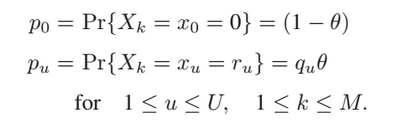 p₀ = Pr{Xₖ = x₀ = 0} = (1 − θ)
pᵤ = Pr{Xₖ = xᵤ = rᵤ} = qᵤθ
for 1 ≤ u ≤ U, 1 ≤ k ≤ M.